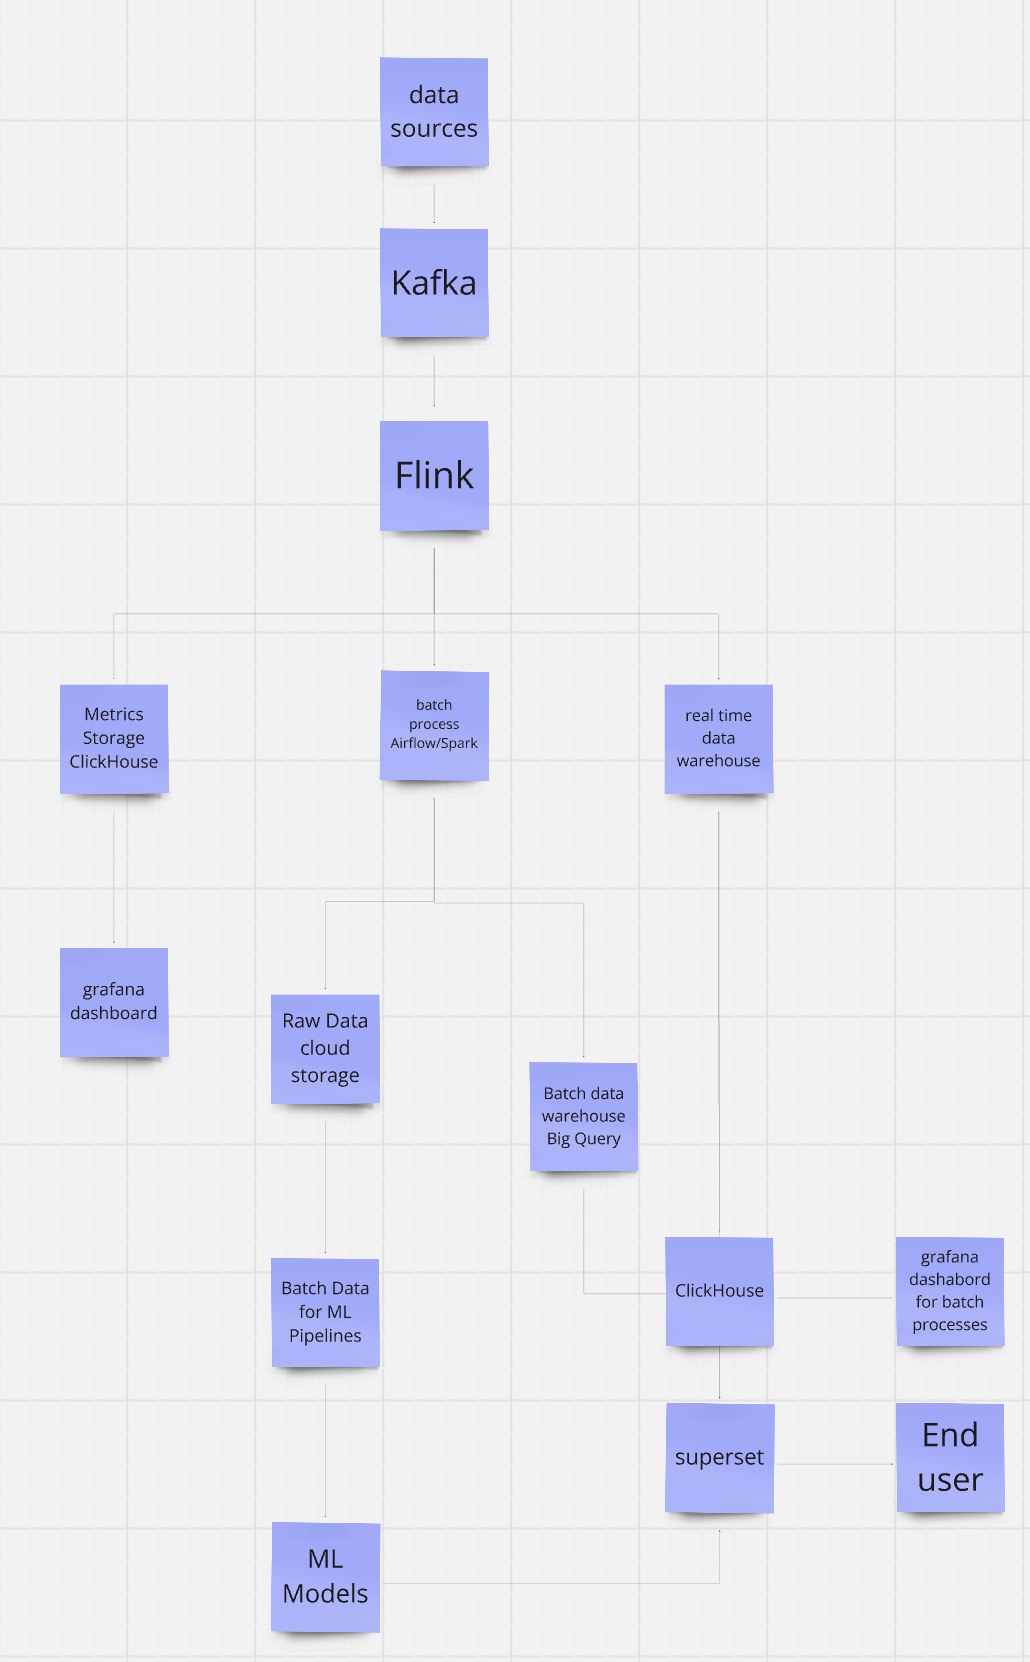 data
sources
Kafka
Flink
Metrics
Storage
ClickHouse
batch
process
Airflow/Spark
real time
data
warehouse
grafana
dashboard
Raw Data
cloud
storage
Batch data
warehouse
Big Query
ClickHouse
grafana
dashabord
for batch
processes
Batch Data
for ML
Pipelines
superset
End
user
ML
Models